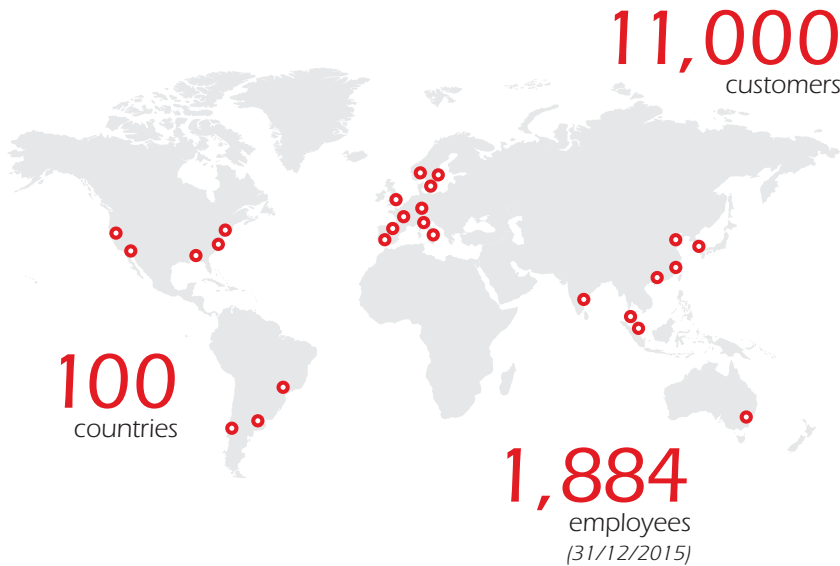 11,000
customers
100
countries
1,884
employees
(31/12/2015)